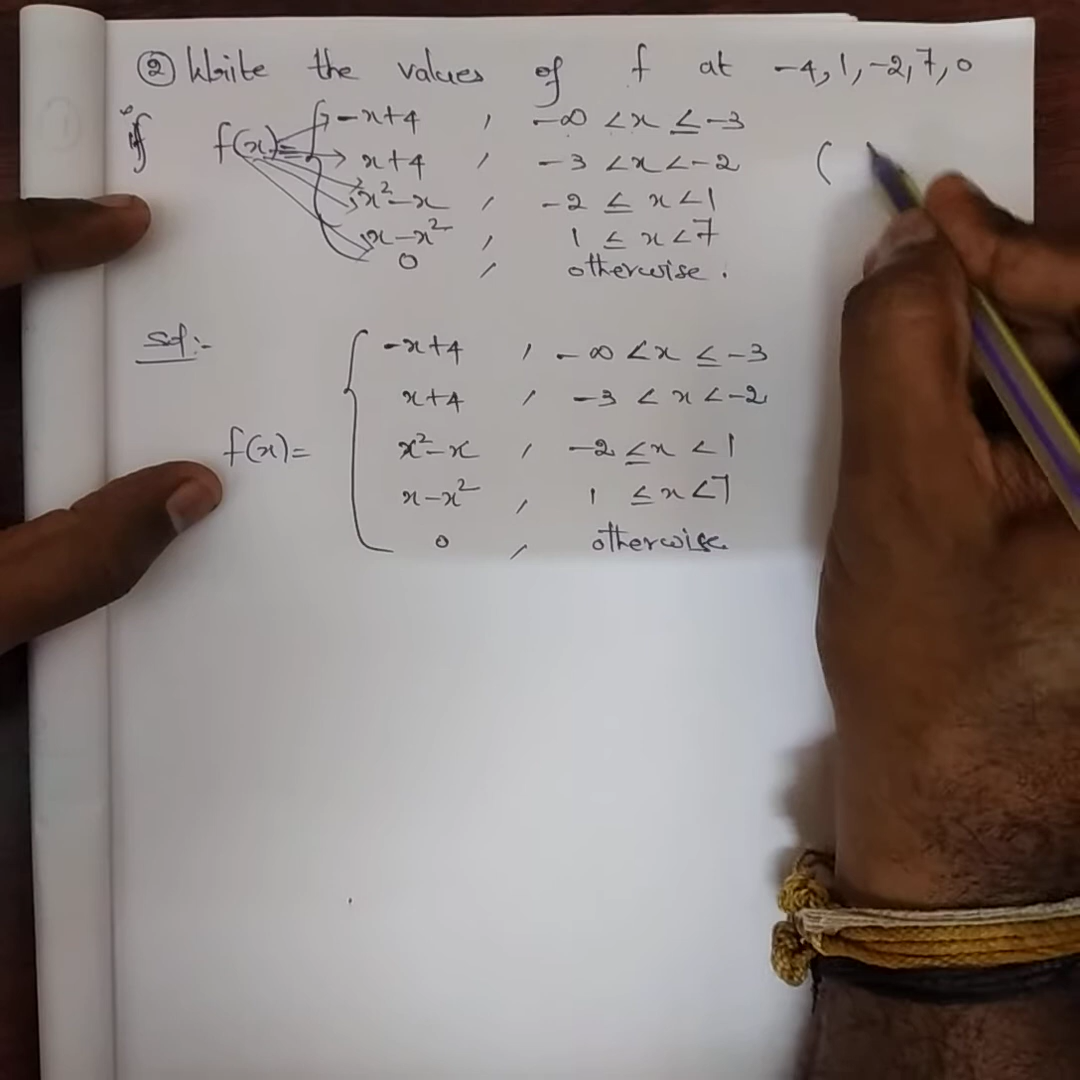 ② Write the values of f at -4, 1, -2, 7, 0
if f(x)= { -x+4 , -∞ < x ≤ -3
x+4 , -3 < x < -2
x²-x , -2 ≤ x < 1
x-x² , 1 ≤ x < 7
0 , otherwise.
(
Sol:-
f(x)= { -x+4 , -∞ < x ≤ -3
x+4 , -3 < x < -2
x²-x , -2 ≤ x < 1
x-x² , 1 ≤ x < 7
0 , otherwise